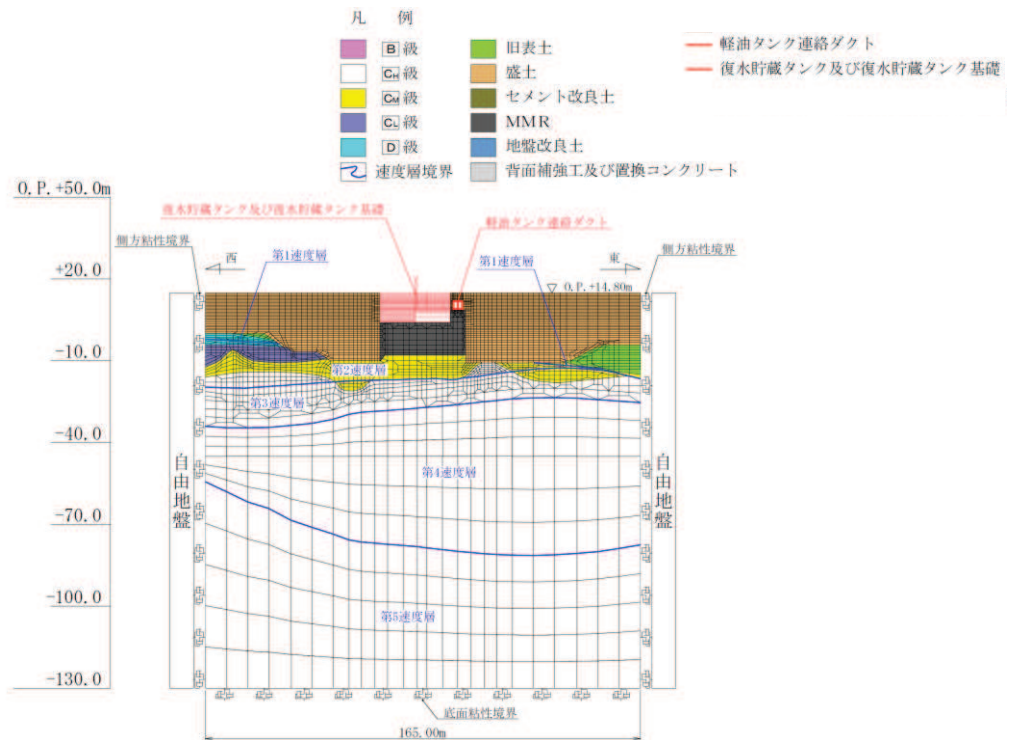 凡　例
B級
CH級
CM級
CL級
D級
速度層境界
旧表土
盛土
セメント改良土
MMR
地盤改良土
背面補強工及び置換コンクリート
軽油タンク連絡ダクト
復水貯蔵タンク及び復水貯蔵タンク基礎
O.P.+50.0m
復水貯蔵タンク及び復水貯蔵タンク基礎
軽油タンク連絡ダクト
側方粘性境界
側方粘性境界
西
第1速度層
第1速度層
東
+20.0
▽ O.P.+14.80m
-10.0
第2速度層
第3速度層
-40.0
自由地盤
第4速度層
自由地盤
-70.0
-100.0
第5速度層
-130.0
底面粘性境界
165.00m